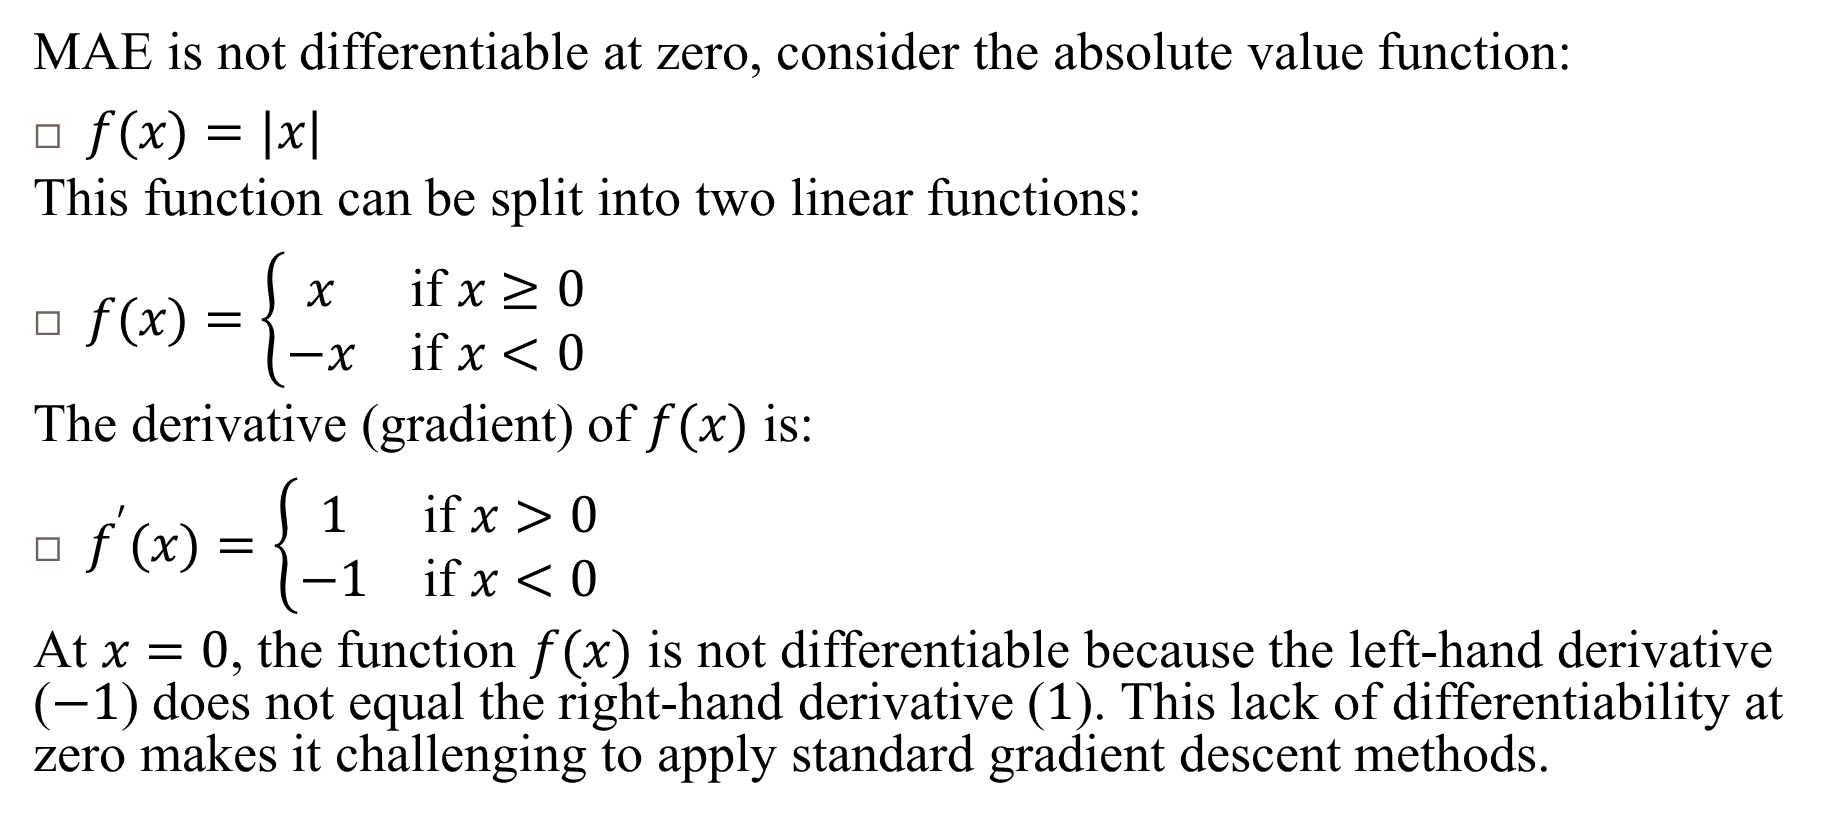 MAE is not differentiable at zero, consider the absolute value function:
□ f(x) = |x|
This function can be split into two linear functions:
□ f(x) = { x if x ≥ 0
−x if x < 0
The derivative (gradient) of f(x) is:
□ f′(x) = { 1 if x > 0
−1 if x < 0
At x = 0, the function f(x) is not differentiable because the left-hand derivative
(−1) does not equal the right-hand derivative (1). This lack of differentiability at
zero makes it challenging to apply standard gradient descent methods.